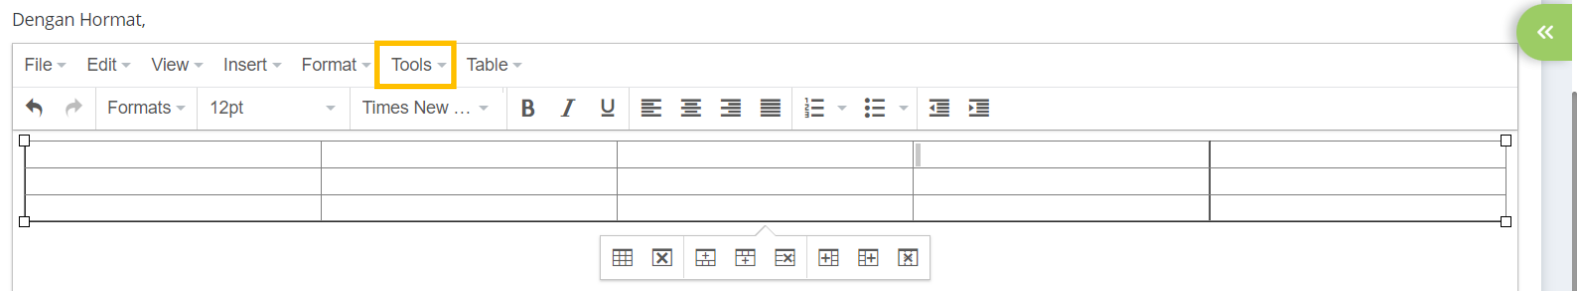 Dengan Hormat,
File Edit View Insert Format Tools Table
Formats 12pt Times New ... B I U